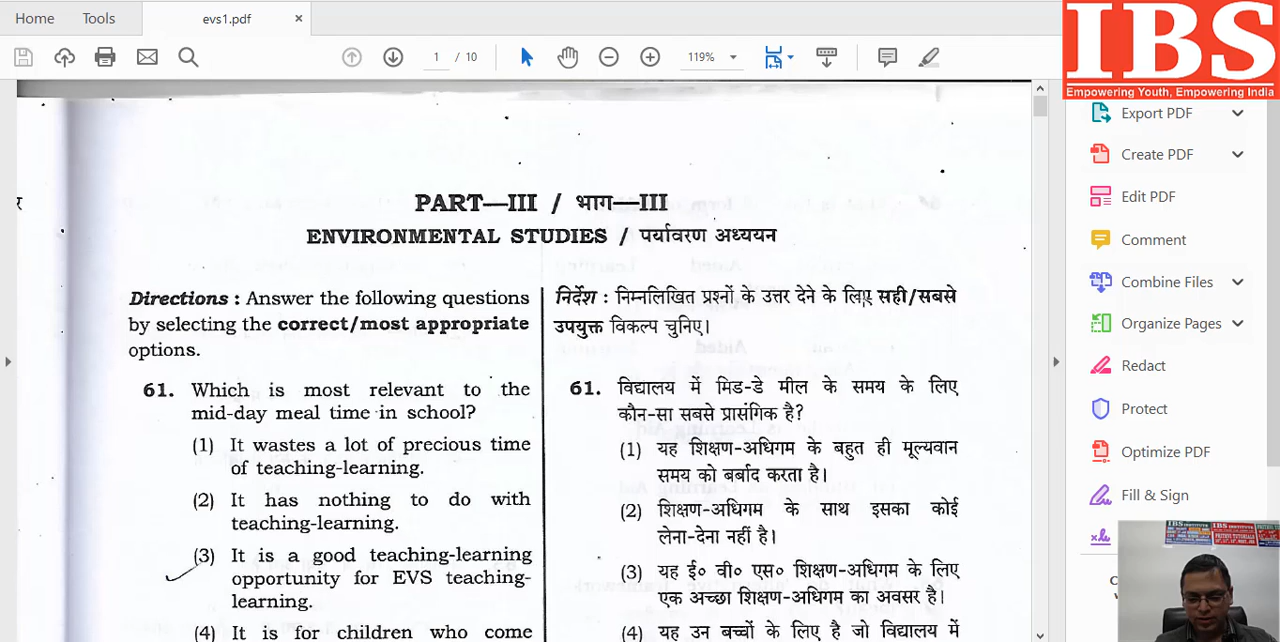 Home Tools evs1.pdf ×
1 / 10 119%
IBS
Empowering Youth, Empowering India
Export PDF
Create PDF
Edit PDF
Comment
Combine Files
Organize Pages
Redact
Protect
Optimize PDF
Fill & Sign
PART—III / भाग—III
ENVIRONMENTAL STUDIES / पर्यावरण अध्ययन
Directions : Answer the following questions
by selecting the correct/most appropriate
options.
61. Which is most relevant to the
mid-day meal time in school?
(1) It wastes a lot of precious time
of teaching-learning.
(2) It has nothing to do with
teaching-learning.
(3) It is a good teaching-learning
opportunity for EVS teaching-
learning.
(4) It is for children who come
निर्देश : निम्नलिखित प्रश्नों के उत्तर देने के लिए सही/सबसे
उपयुक्त विकल्प चुनिए।
61. विद्यालय में मिड-डे मील के समय के लिए
कौन-सा सबसे प्रासंगिक है?
(1) यह शिक्षण-अधिगम के बहुत ही मूल्यवान
समय को बर्बाद करता है।
(2) शिक्षण-अधिगम के साथ इसका कोई
लेना-देना नहीं है।
(3) यह ई० वी० एस० शिक्षण-अधिगम के लिए
एक अच्छा शिक्षण-अधिगम का अवसर है।
(4) यह उन बच्चों के लिए है जो विद्यालय में